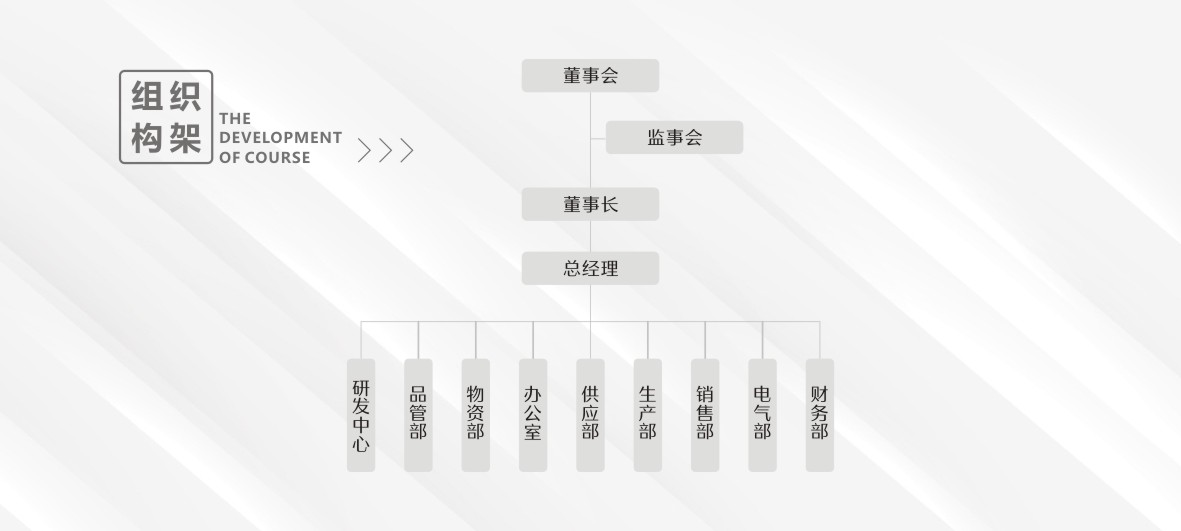 组织
构架
THE
DEVELOPMENT
OF COURSE
董事会
监事会
董事长
总经理
研发中心
品管部
物资部
办公室
供应部
生产部
销售部
电气部
财务部